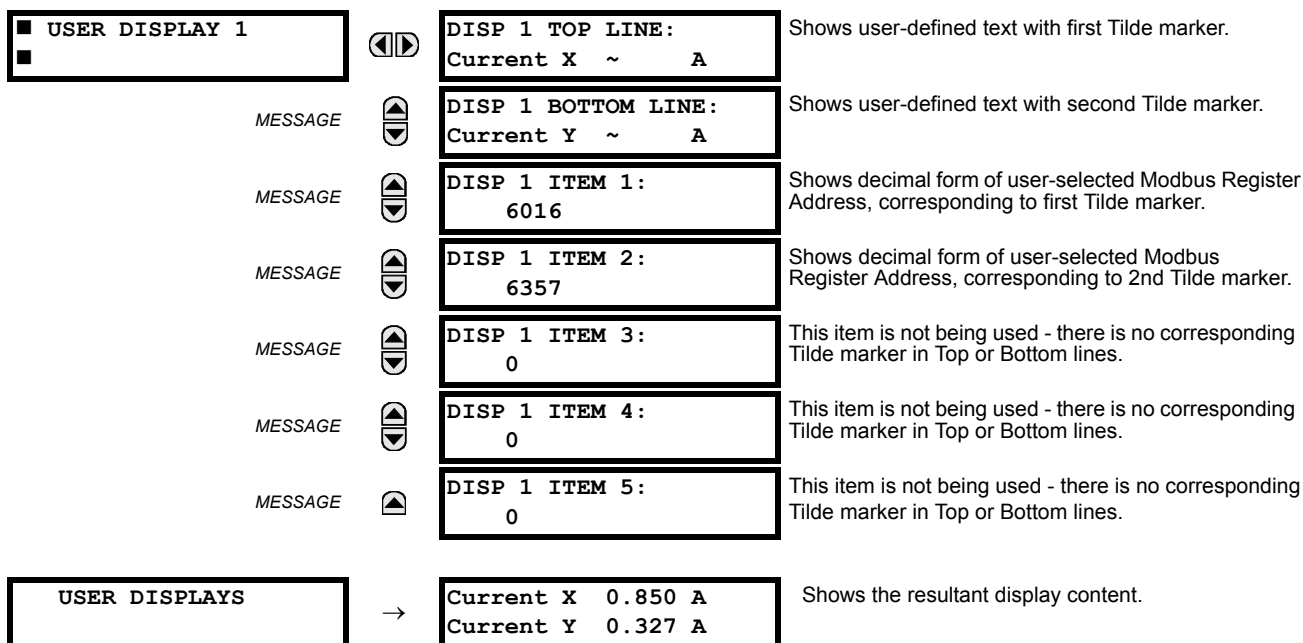 ■ USER DISPLAY 1
■
DISP 1 TOP LINE:
Current X ~ A
Shows user-defined text with first Tilde marker.
MESSAGE
DISP 1 BOTTOM LINE:
Current Y ~ A
Shows user-defined text with second Tilde marker.
MESSAGE
DISP 1 ITEM 1:
6016
Shows decimal form of user-selected Modbus Register
Address, corresponding to first Tilde marker.
MESSAGE
DISP 1 ITEM 2:
6357
Shows decimal form of user-selected Modbus
Register Address, corresponding to 2nd Tilde marker.
MESSAGE
DISP 1 ITEM 3:
0
This item is not being used - there is no corresponding
Tilde marker in Top or Bottom lines.
MESSAGE
DISP 1 ITEM 4:
0
This item is not being used - there is no corresponding
Tilde marker in Top or Bottom lines.
MESSAGE
DISP 1 ITEM 5:
0
This item is not being used - there is no corresponding
Tilde marker in Top or Bottom lines.
USER DISPLAYS
→
Current X 0.850 A
Current Y 0.327 A
Shows the resultant display content.